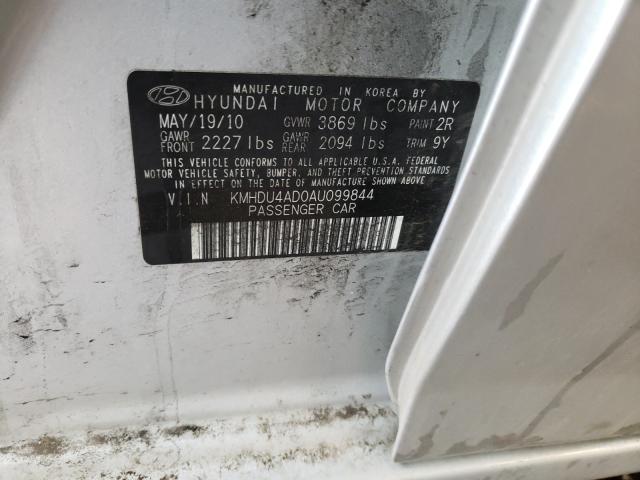 MANUFACTURED IN KOREA BY
HYUNDAI MOTOR COMPANY
MAY/19/10 GVWR 3869 lbs PAINT 2R
GAWR FRONT 2227 lbs GAWR REAR 2094 lbs TRIM 9Y
THIS VEHICLE CONFORMS TO ALL APPLICABLE U.S.A. FEDERAL
MOTOR VEHICLE SAFETY, BUMPER, AND THEFT PREVENTION STANDARDS
IN EFFECT ON THE DATE OF MANUFACTURE SHOWN ABOVE.
V.I.N KMHDU4AD0AU099844
PASSENGER CAR